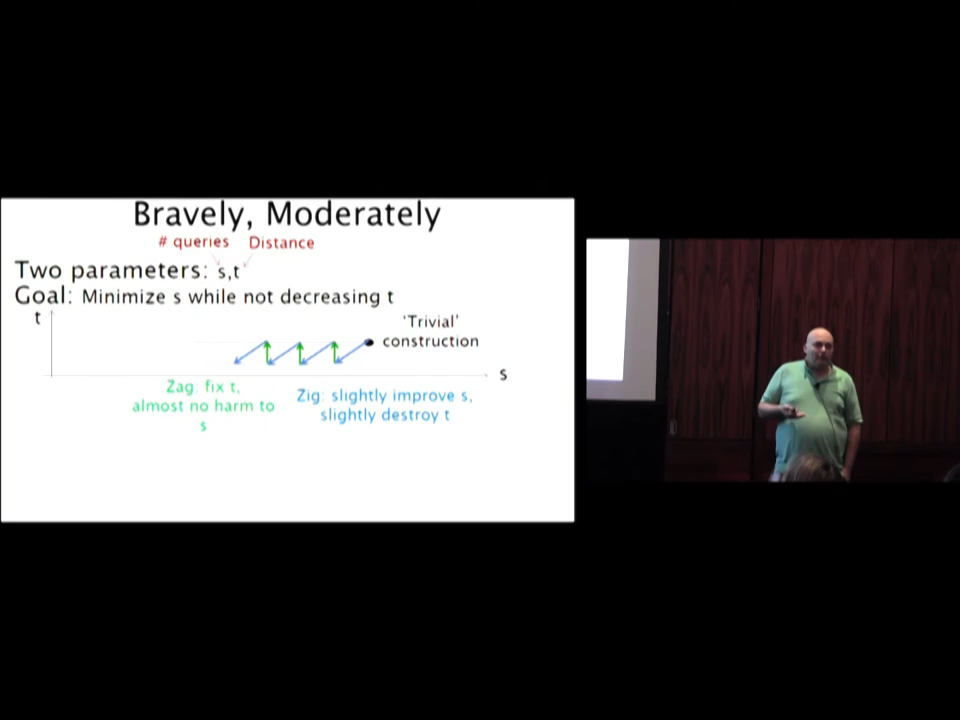 Bravely, Moderately
# queries Distance
Two parameters: s,t
Goal: Minimize s while not decreasing t
t
'Trivial'
construction
s
Zag: fix t,
almost no harm to
s
Zig: slightly improve s,
slightly destroy t